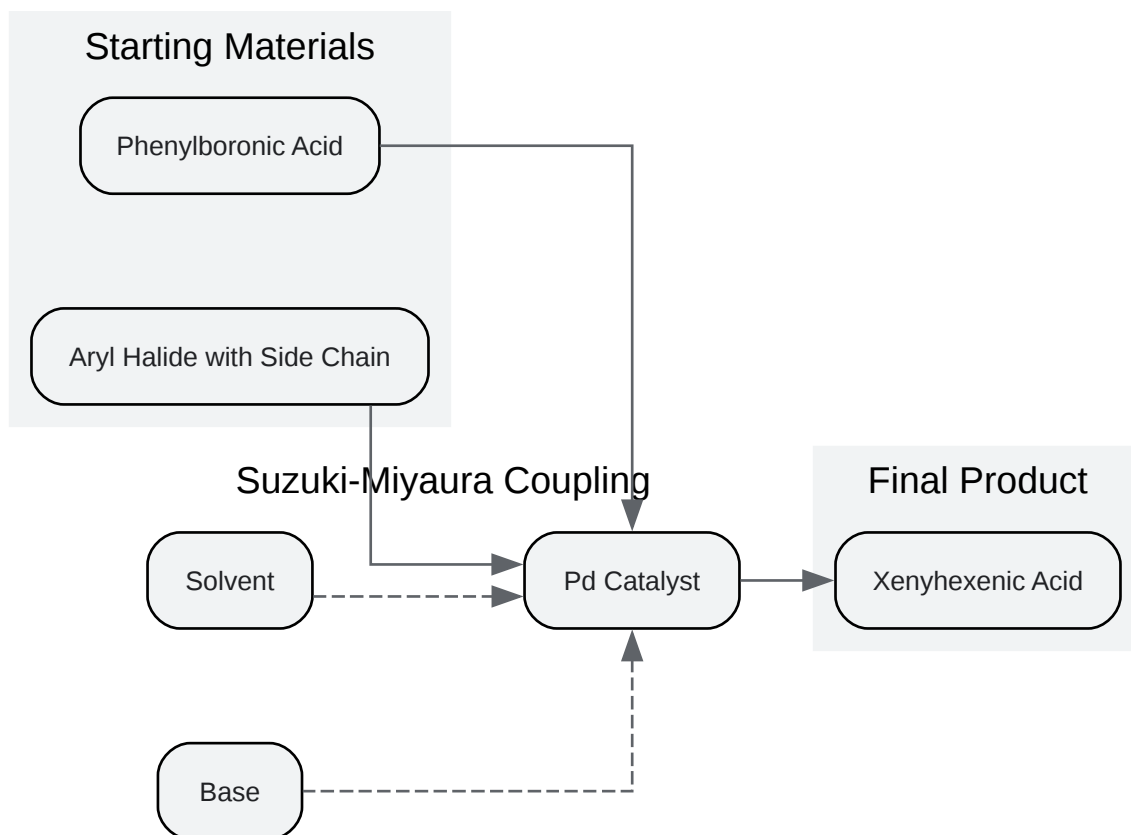 Starting Materials
Phenylboronic Acid
Aryl Halide with Side Chain
Suzuki-Miyaura Coupling
Final Product
Solvent
Pd Catalyst
Xenyhexenic Acid
Base